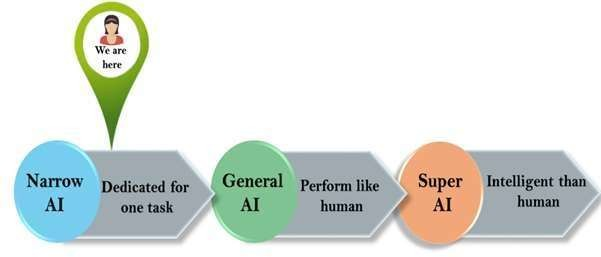 We are
here
Narrow
AI
Dedicated for
one task
General
AI
Perform like
human
Super
AI
Intelligent than
human